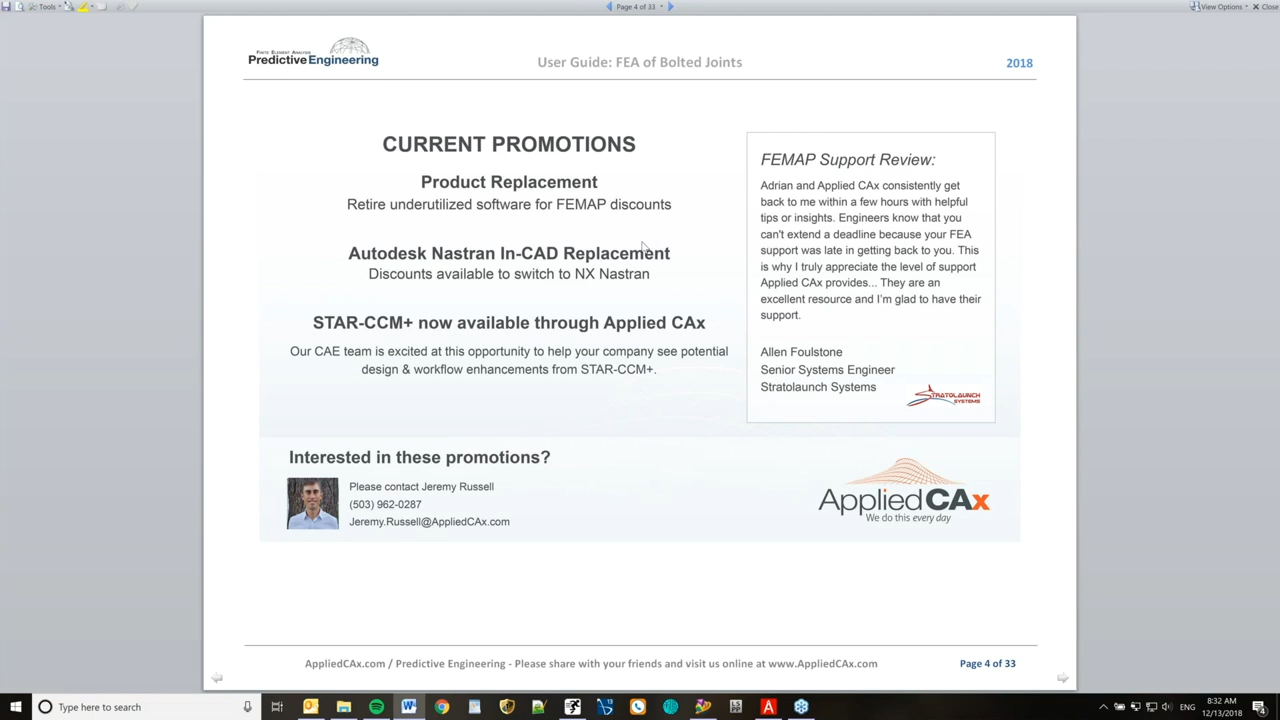 Tools
Page 4 of 33
View Options
Close
FINITE ELEMENT ANALYSIS
PredictiveEngineering
User Guide: FEA of Bolted Joints
2018
CURRENT PROMOTIONS
Product Replacement
Retire underutilized software for FEMAP discounts
Autodesk Nastran In-CAD Replacement
Discounts available to switch to NX Nastran
STAR-CCM+ now available through Applied CAx
Our CAE team is excited at this opportunity to help your company see potential
design & workflow enhancements from STAR-CCM+.
FEMAP Support Review:
Adrian and Applied CAx consistently get
back to me within a few hours with helpful
tips or insights. Engineers know that you
can't extend a deadline because your FEA
support was late in getting back to you. This
is why I truly appreciate the level of support
Applied CAx provides... They are an
excellent resource and I'm glad to have their
support.
Allen Foulstone
Senior Systems Engineer
Stratolaunch Systems
STRATOLAUNCH
SYSTEMS
Interested in these promotions?
Please contact Jeremy Russell
(503) 962-0287
Jeremy.Russell@AppliedCAx.com
AppliedCAx
We do this every day
AppliedCAx.com / Predictive Engineering - Please share with your friends and visit us online at www.AppliedCAx.com
Page 4 of 33
Type here to search
ENG
8:32 AM
12/13/2018